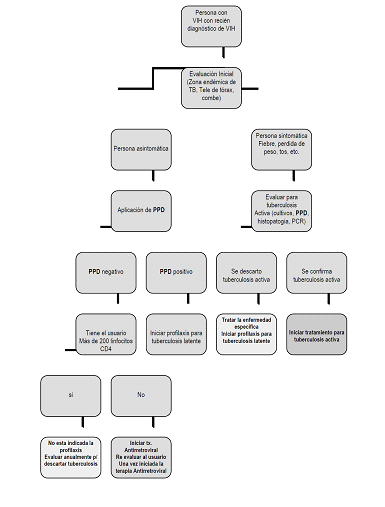 Persona con
VIH con recién
diagnóstico de VIH
Evaluación Inicial
(Zona endémica de
TB, Tele de tórax,
combe)
Persona asintomática
Persona sintomática
Fiebre, perdida de
peso, tos, etc.
Aplicación de PPD
Evaluar para
tuberculosis
Activa (cultivos, PPD,
histopatogía, PCR)
PPD negativo
PPD positivo
Se descarto
tuberculosis activa
Se confirma
tuberculosis activa
Tiene el usuario
Más de 200 linfocitos
CD4
Iniciar profilaxis para
tuberculosis latente
Tratar la enfermedad
especifica
Iniciar profilaxis para
tuberculosis latente
Iniciar tratamiento para
tuberculosis activa
si
No
No esta indicada la
profilaxis
Evaluar anualmente p/
descartar tuberculosis
Iniciar tx.
Antirretroviral
Re evaluar al usuario
Una vez iniciada la
terapia Antirretroviral